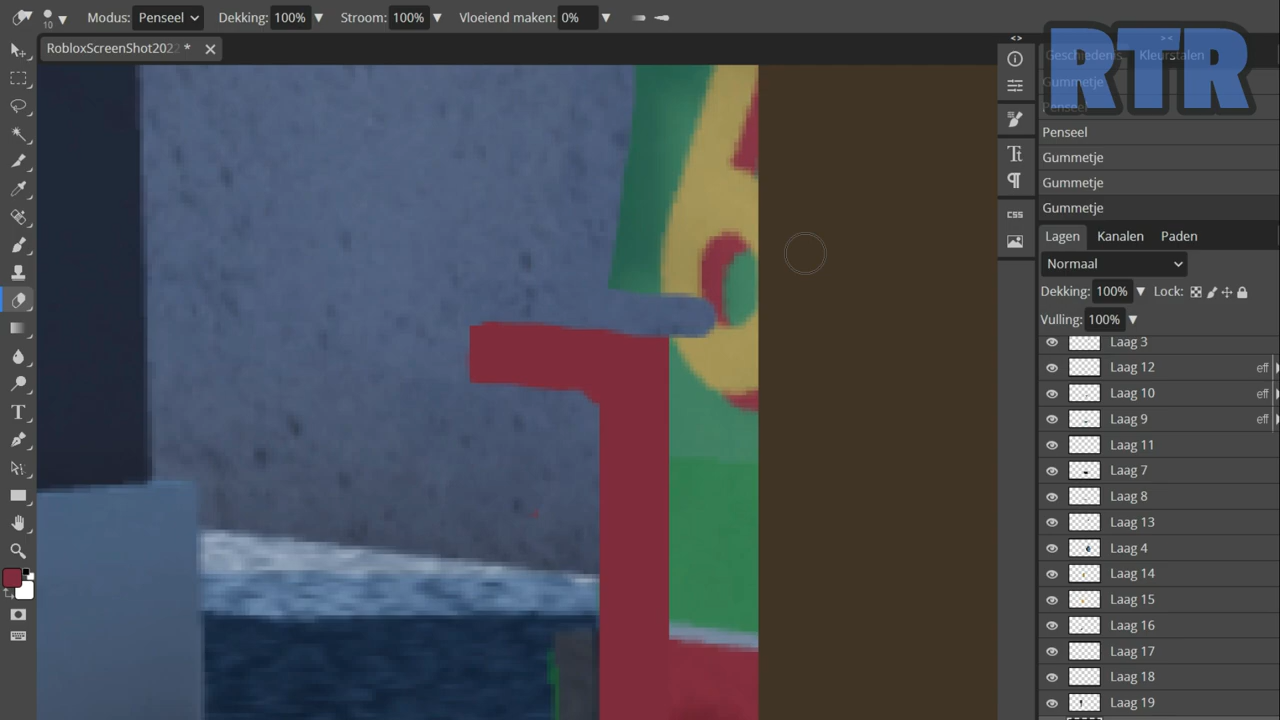 Modus: Penseel Dekking: 100% Stroom: 100% Vloeiend maken: 0%
10
RobloxScreenShot2022 *
RTR
Geschiedenis Kleurstalen
Gummetje
Penseel
Penseel
Gummetje
Gummetje
Gummetje
Lagen Kanalen Paden
Normaal
Dekking: 100% Lock:
Vulling: 100%
Laag 3
Laag 12 eff
Laag 10 eff
Laag 9 eff
Laag 11
Laag 7
Laag 8
Laag 13
Laag 4
Laag 14
Laag 15
Laag 16
Laag 17
Laag 18
Laag 19
CSS